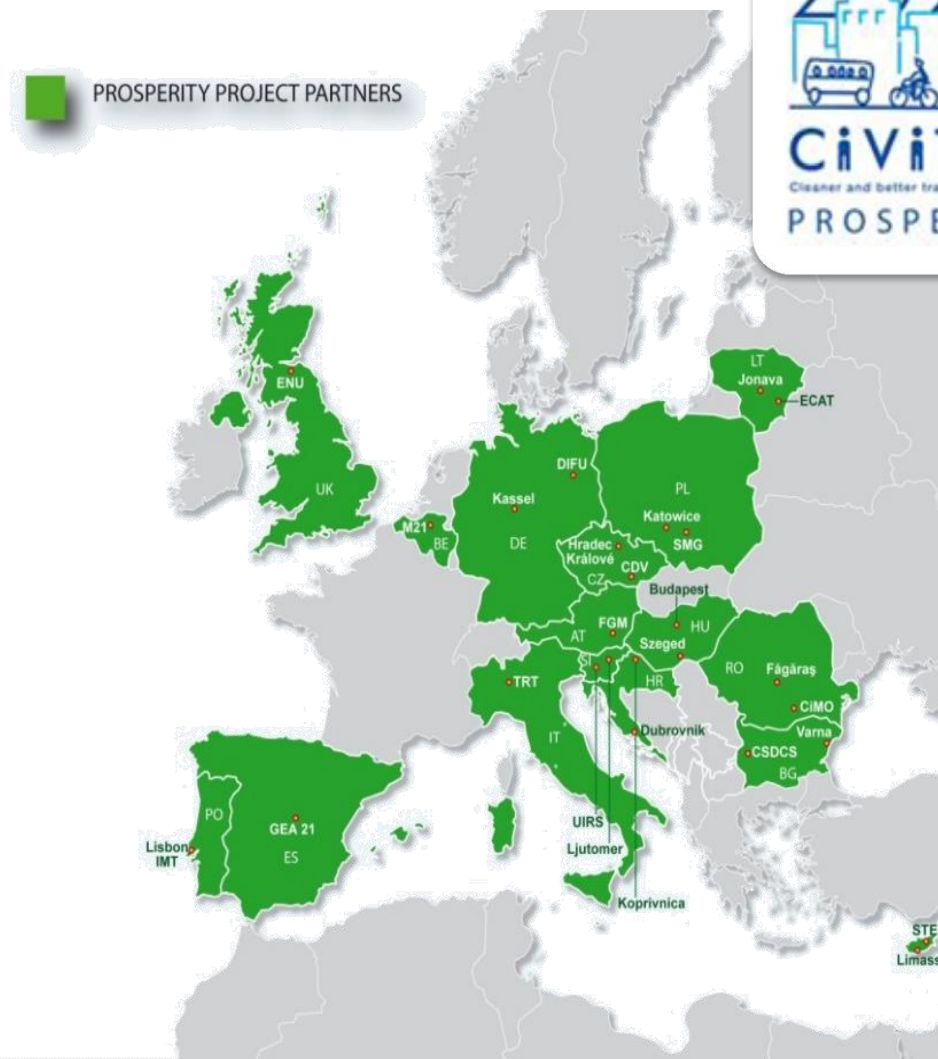 PROSPERITY PROJECT PARTNERS
CiVi
Cleaner and better tra
PROSPE
LT
Jonava
ECAT
ENU
UK
DIFU
Kassel
PL
Katowice
SMG
M21
BE
DE
Hradec
Králové
CDV
CZ
Budapest
FGM
AT
HU
Szeged
SI
HR
TRT
RO
Făgăraș
CiMO
Varna
CSDCS
BG
Dubrovnik
IT
PO
GEA 21
ES
Lisbon
IMT
UIRS
Ljutomer
Koprivnica
STE
Limass